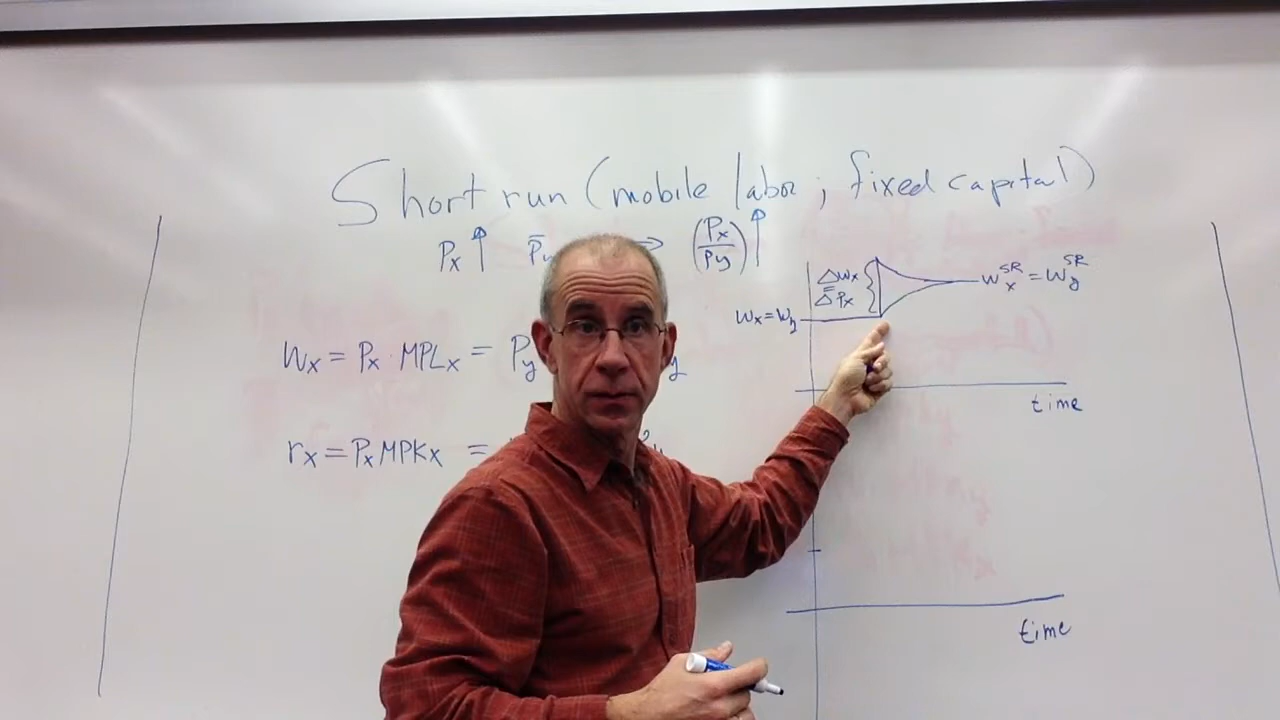 Short run (mobile labor ; fixed capital)
Px ↑ P̄y → (Px/Py) ↑
Wx = Px MPLx = Py y
rx = Px MPKx =
ΔWx = ΔPx
Wx = Wy
Wx^SR = Wy^SR
time
time